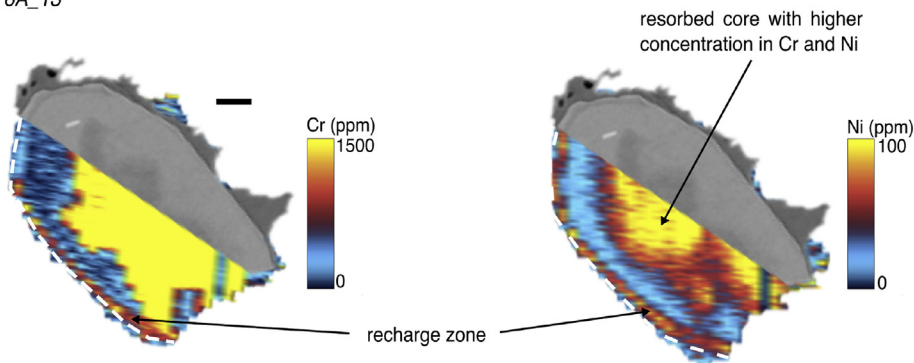 resorbed core with higher
concentration in Cr and Ni
Cr (ppm)
1500
0
Ni (ppm)
100
0
recharge zone